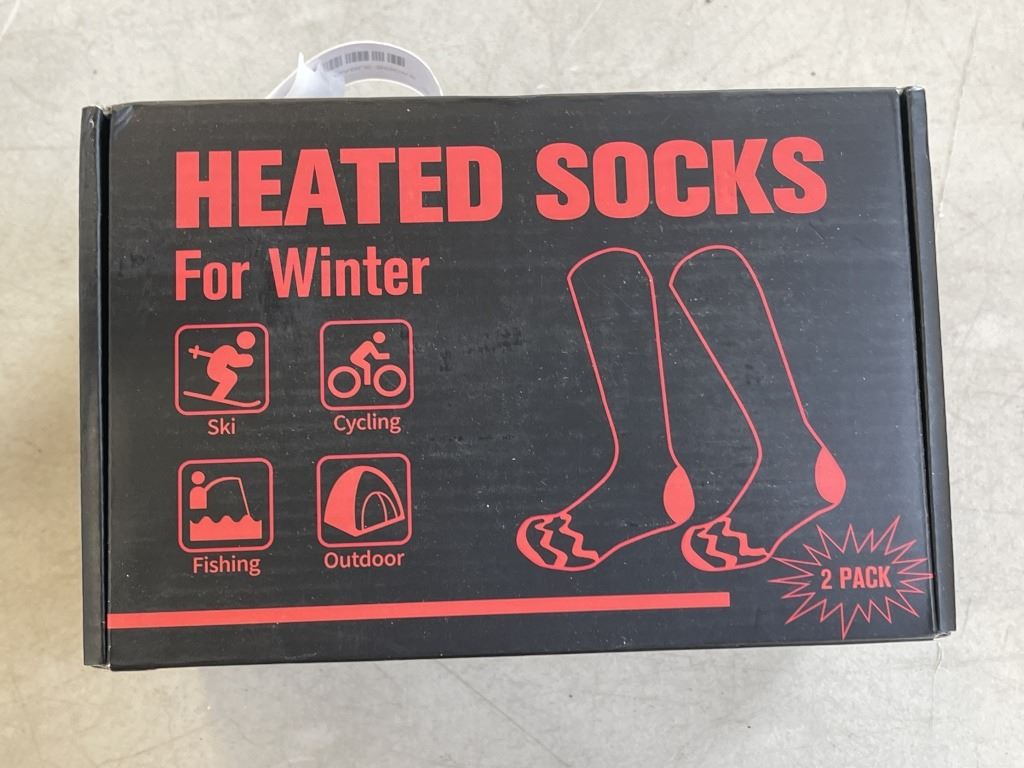 HEATED SOCKS
For Winter
Ski
Cycling
Fishing
Outdoor
2 PACK